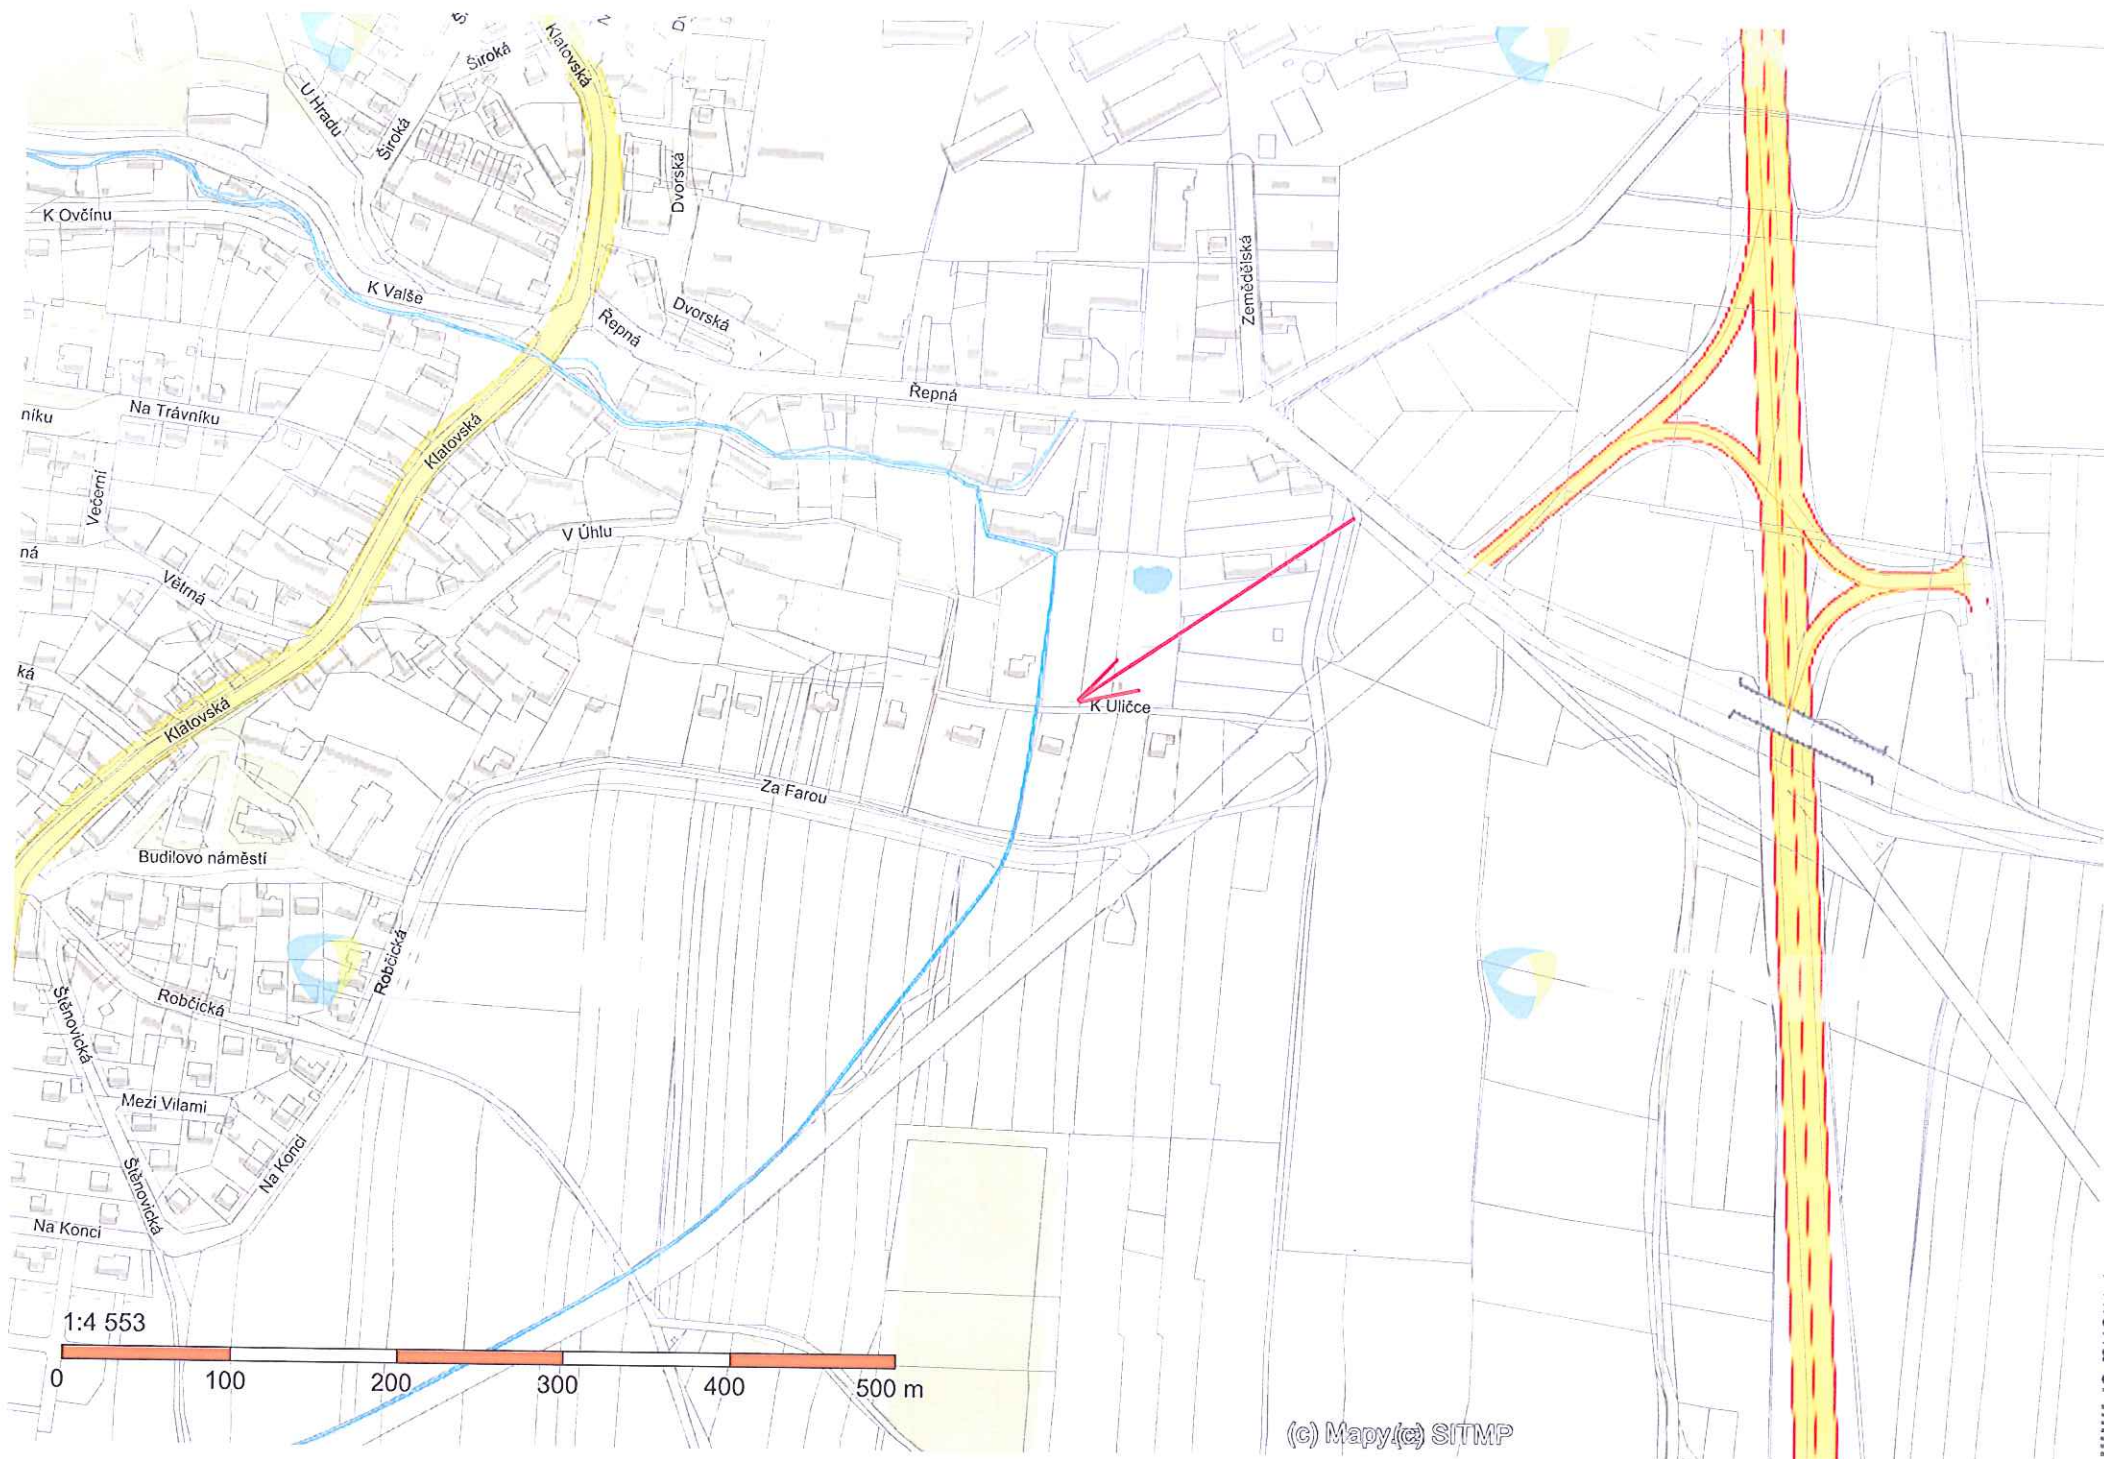 Široká
Klatovská
U Hradu
Široká
Dvorská
K Ovčínu
Zemědělská
K Valše
Dvorská
Řepná
Řepná
níku
Na Trávníku
Klatovská
Večerní
V Úhlu
ná
Větrná
ká
K Uličce
Klatovská
Za Farou
Budilovo náměstí
Robčická
Robčická
Štěnovická
Mezi Vilami
Na Konci
Štěnovická
Na Konci
1:4 553
0 100 200 300 400 500 m
(c) Mapy (c) SITMP